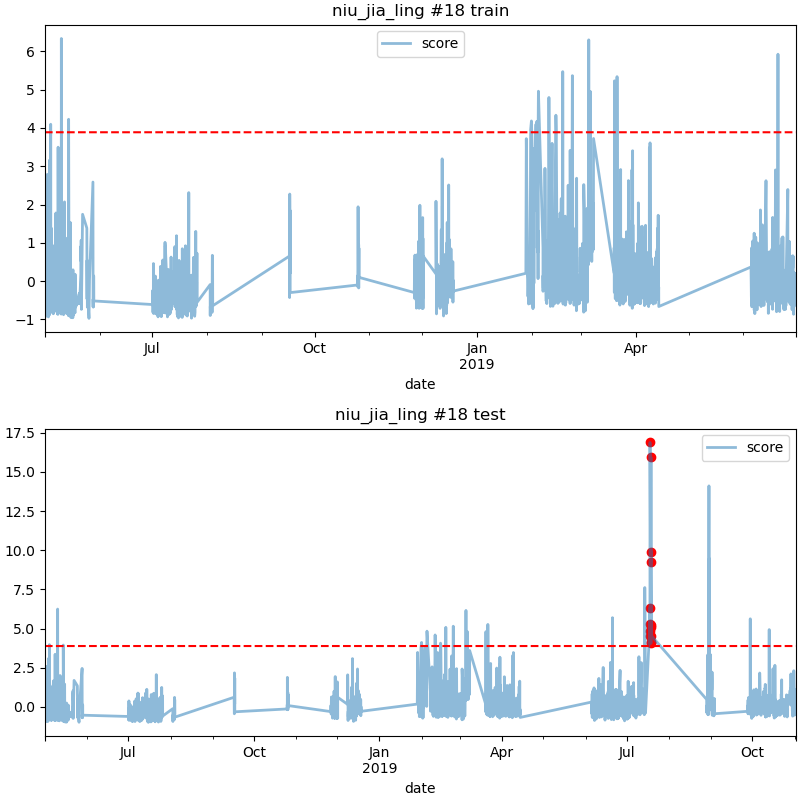 niu_jia_ling #18 train
score
6
5
4
3
2
1
0
−1
Jul
Oct
Jan
2019
Apr
date
niu_jia_ling #18 test
score
17.5
15.0
12.5
10.0
7.5
5.0
2.5
0.0
Jul
Oct
Jan
2019
Apr
Jul
Oct
date